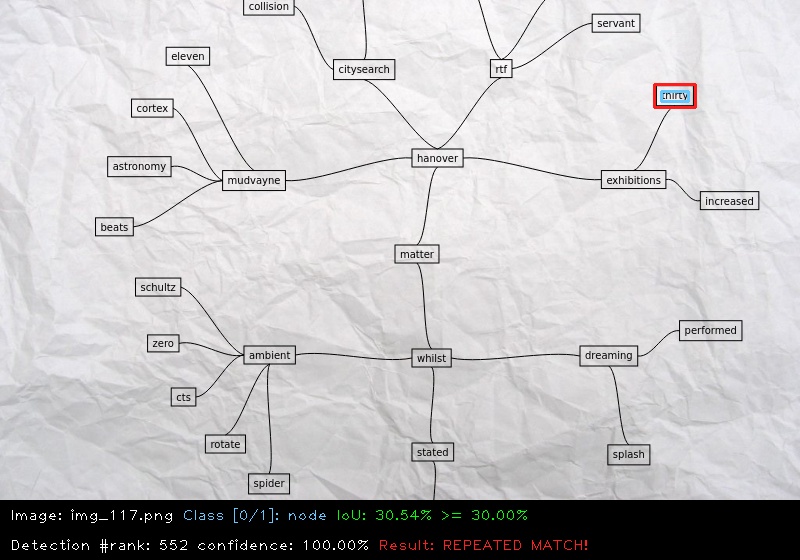 collision
servant
eleven
citysearch
rtf
thirty
cortex
hanover
astronomy
mudvayne
exhibitions
increased
beats
matter
schultz
performed
zero
ambient
whilst
dreaming
cts
rotate
stated
splash
spider
Image: img_117.png Class [0/1]: node IoU: 30.54% >= 30.00%
Detection #rank: 552 confidence: 100.00% Result: REPEATED MATCH!